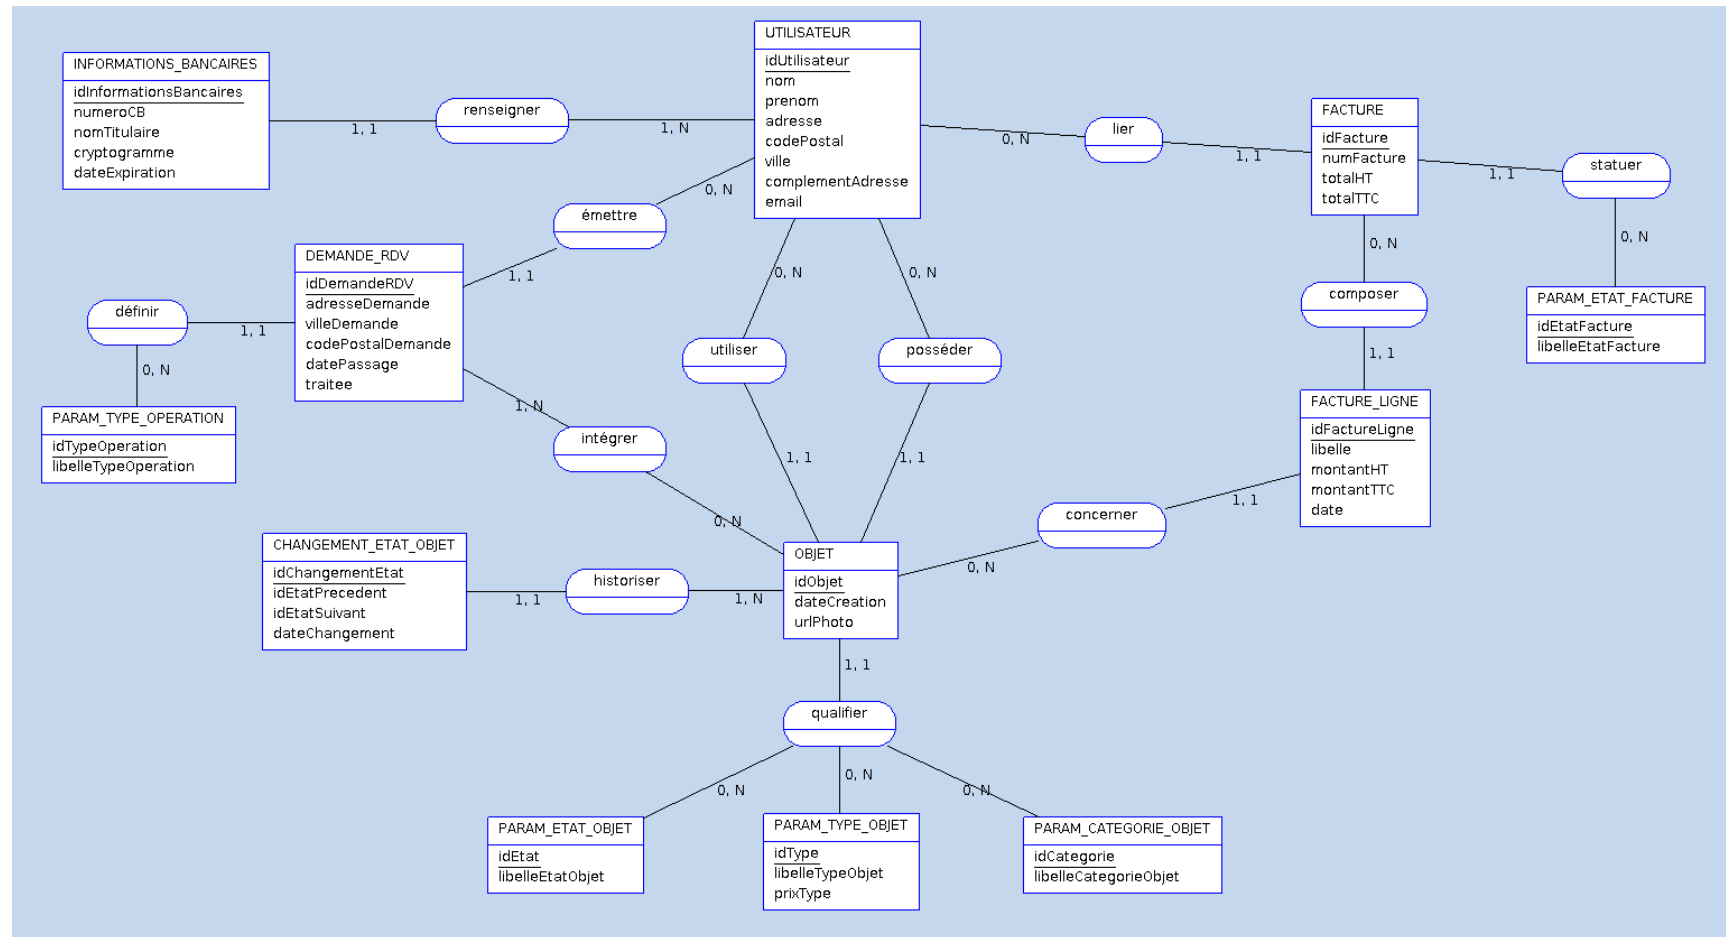 UTILISATEUR
idUtilisateur
nom
prenom
adresse
codePostal
ville
complementAdresse
email
INFORMATIONS_BANCAIRES
idInformationsBancaires
numeroCB
nomTitulaire
cryptogramme
dateExpiration
1, 1
renseigner
1, N
0, N
lier
1, 1
FACTURE
idFacture
numFacture
totalHT
totalTTC
1, 1
statuer
0, N
PARAM_ETAT_FACTURE
idEtatFacture
libelleEtatFacture
0, N
émettre
1, 1
DEMANDE_RDV
idDemandeRDV
adresseDemande
villeDemande
codePostalDemande
datePassage
traitee
définir
1, 1
0, N
PARAM_TYPE_OPERATION
idTypeOperation
libelleTypeOperation
0, N
utiliser
1, 1
0, N
posséder
1, 1
0, N
composer
1, 1
FACTURE_LIGNE
idFactureLigne
libelle
montantHT
montantTTC
date
1, N
intégrer
0, N
1, 1
concerner
0, N
CHANGEMENT_ETAT_OBJET
idChangementEtat
idEtatPrecedent
idEtatSuivant
dateChangement
1, 1
historiser
1, N
OBJET
idObjet
dateCreation
urlPhoto
1, 1
qualifier
0, N
0, N
0, N
PARAM_ETAT_OBJET
idEtat
libelleEtatObjet
PARAM_TYPE_OBJET
idType
libelleTypeObjet
prixType
PARAM_CATEGORIE_OBJET
idCategorie
libelleCategorieObjet